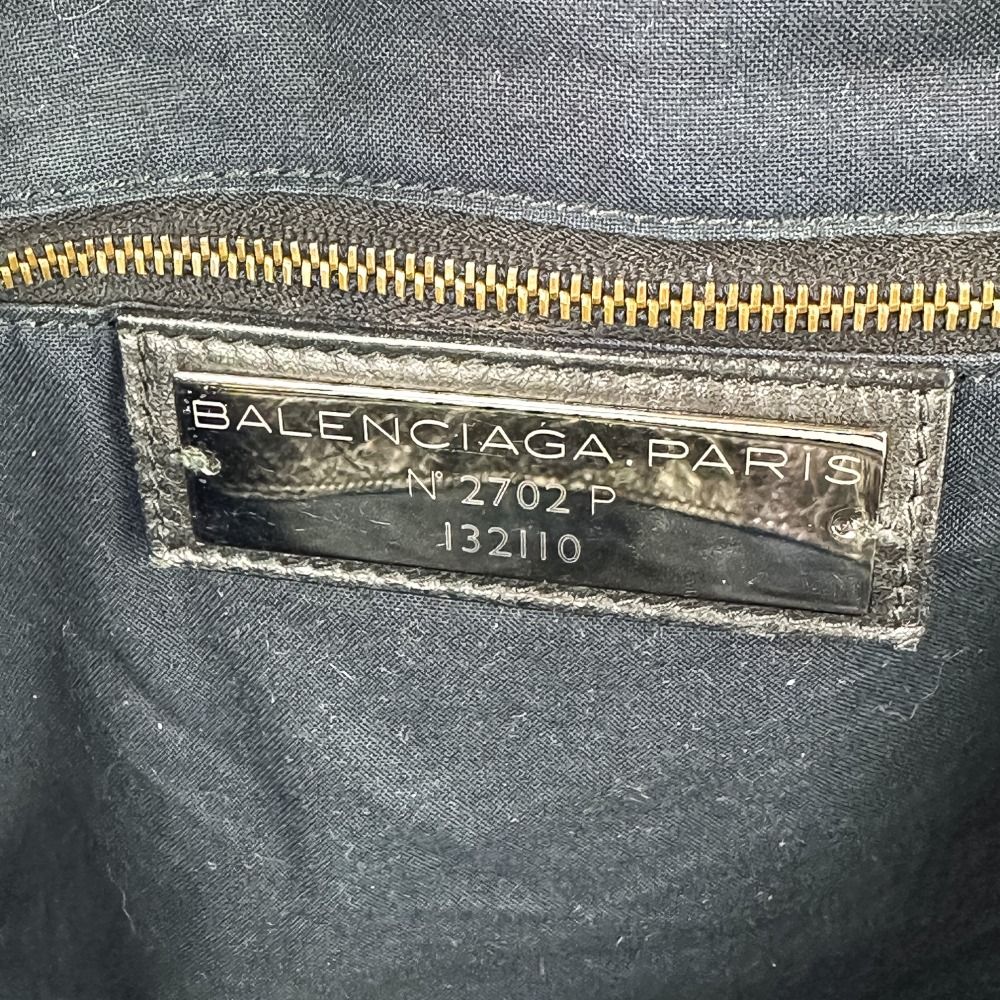 BALENCIAGA.PARIS
N° 2702 P
132110